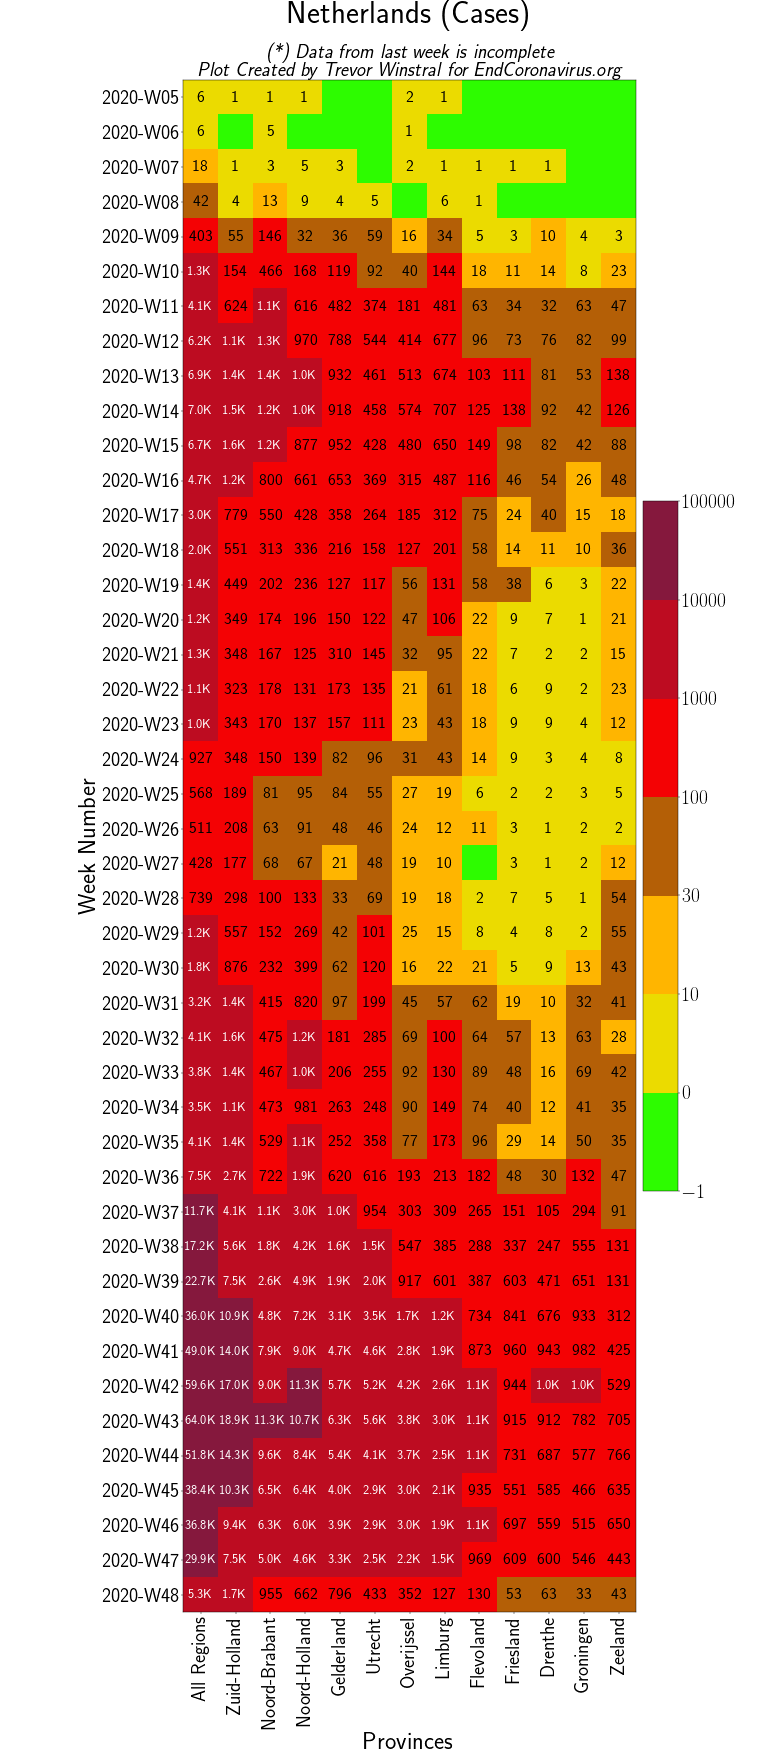 Netherlands (Cases)
(*) Data from last week is incomplete
Plot Created by Trevor Winstral for EndCoronavirus.org
2020-W05 6 1 1 1 2 1
2020-W06 6 5 1
2020-W07 18 1 3 5 3 2 1 1 1 1
2020-W08 42 4 13 9 4 5 6 1
2020-W09 403 55 146 32 36 59 16 34 5 3 10 4 3
2020-W10 1.3K 154 466 168 119 92 40 144 18 11 14 8 23
2020-W11 4.1K 624 1.1K 616 482 374 181 481 63 34 32 63 47
2020-W12 6.2K 1.1K 1.3K 970 788 544 414 677 96 73 76 82 99
2020-W13 6.9K 1.4K 1.4K 1.0K 932 461 513 674 103 111 81 53 138
2020-W14 7.0K 1.5K 1.2K 1.0K 918 458 574 707 125 138 92 42 126
2020-W15 6.7K 1.6K 1.2K 877 952 428 480 650 149 98 82 42 88
2020-W16 4.7K 1.2K 800 661 653 369 315 487 116 46 54 26 48
2020-W17 3.0K 779 550 428 358 264 185 312 75 24 40 15 18
2020-W18 2.0K 551 313 336 216 158 127 201 58 14 11 10 36
2020-W19 1.4K 449 202 236 127 117 56 131 58 38 6 3 22
2020-W20 1.2K 349 174 196 150 122 47 106 22 9 7 1 21
2020-W21 1.3K 348 167 125 310 145 32 95 22 7 2 2 15
2020-W22 1.1K 323 178 131 173 135 21 61 18 6 9 2 23
2020-W23 1.0K 343 170 137 157 111 23 43 18 9 9 4 12
2020-W24 927 348 150 139 82 96 31 43 14 9 3 4 8
2020-W25 568 189 81 95 84 55 27 19 6 2 2 3 5
2020-W26 511 208 63 91 48 46 24 12 11 3 1 2 2
2020-W27 428 177 68 67 21 48 19 10 3 1 2 12
2020-W28 739 298 100 133 33 69 19 18 2 7 5 1 54
2020-W29 1.2K 557 152 269 42 101 25 15 8 4 8 2 55
2020-W30 1.8K 876 232 399 62 120 16 22 21 5 9 13 43
2020-W31 3.2K 1.4K 415 820 97 199 45 57 62 19 10 32 41
2020-W32 4.1K 1.6K 475 1.2K 181 285 69 100 64 57 13 63 28
2020-W33 3.8K 1.4K 467 1.0K 206 255 92 130 89 48 16 69 42
2020-W34 3.5K 1.1K 473 981 263 248 90 149 74 40 12 41 35
2020-W35 4.1K 1.4K 529 1.1K 252 358 77 173 96 29 14 50 35
2020-W36 7.5K 2.7K 722 1.9K 620 616 193 213 182 48 30 132 47
2020-W37 11.7K 4.1K 1.1K 3.0K 1.0K 954 303 309 265 151 105 294 91
2020-W38 17.2K 5.6K 1.8K 4.2K 1.6K 1.5K 547 385 288 337 247 555 131
2020-W39 22.7K 7.5K 2.6K 4.9K 1.9K 2.0K 917 601 387 603 471 651 131
2020-W40 36.0K 10.9K 4.8K 7.2K 3.1K 3.5K 1.7K 1.2K 734 841 676 933 312
2020-W41 49.0K 14.0K 7.9K 9.0K 4.7K 4.6K 2.8K 1.9K 873 960 943 982 425
2020-W42 59.6K 17.0K 9.0K 11.3K 5.7K 5.2K 4.2K 2.6K 1.1K 944 1.0K 1.0K 529
2020-W43 64.0K 18.9K 11.3K 10.7K 6.3K 5.6K 3.8K 3.0K 1.1K 915 912 782 705
2020-W44 51.8K 14.3K 9.6K 8.4K 5.4K 4.1K 3.7K 2.5K 1.1K 731 687 577 766
2020-W45 38.4K 10.3K 6.5K 6.4K 4.0K 2.9K 3.0K 2.1K 935 551 585 466 635
2020-W46 36.8K 9.4K 6.3K 6.0K 3.9K 2.9K 3.0K 1.9K 1.1K 697 559 515 650
2020-W47 29.9K 7.5K 5.0K 4.6K 3.3K 2.5K 2.2K 1.5K 969 609 600 546 443
2020-W48 5.3K 1.7K 955 662 796 433 352 127 130 53 63 33 43
Week Number
All Regions
Zuid-Holland
Noord-Brabant
Noord-Holland
Gelderland
Utrecht
Overijssel
Limburg
Flevoland
Friesland
Drenthe
Groningen
Zeeland
Provinces
100000
10000
1000
100
30
10
0
−1